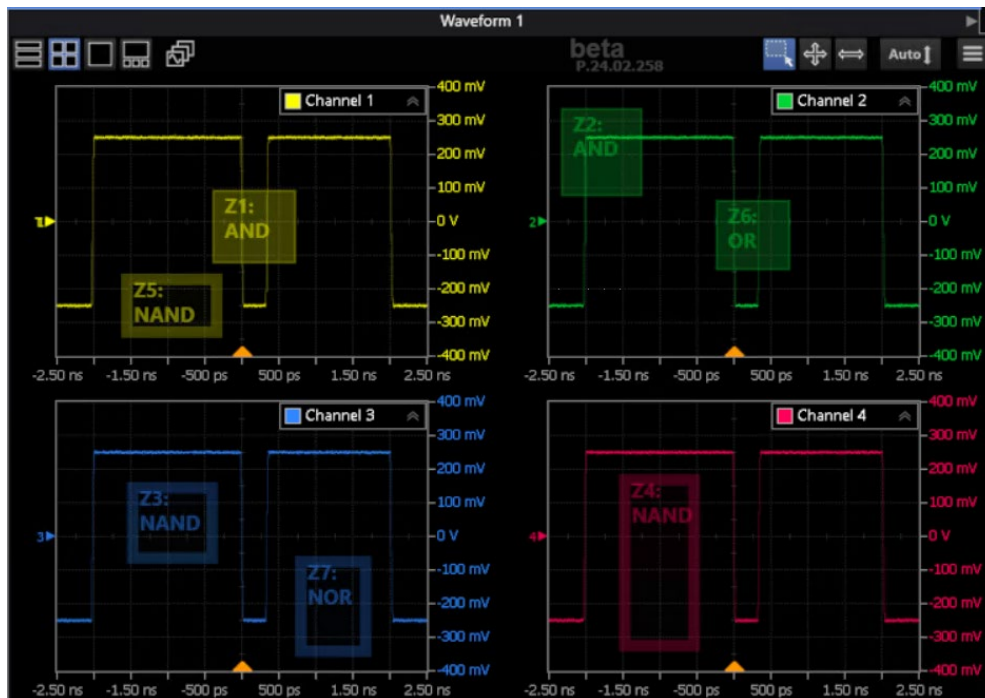 Waveform 1
beta
P.24.02.258
Auto
Channel 1
400 mV
300 mV
200 mV
100 mV
0 V
-100 mV
-200 mV
-300 mV
-400 mV
1
Z1:
AND
Z5:
NAND
-2.50 ns -1.50 ns -500 ps 500 ps 1.50 ns 2.50 ns
Channel 2
400 mV
300 mV
200 mV
100 mV
0 V
-100 mV
-200 mV
-300 mV
-400 mV
2
Z2:
AND
Z6:
OR
-2.50 ns -1.50 ns -500 ps 500 ps 1.50 ns 2.50 ns
Channel 3
400 mV
300 mV
200 mV
100 mV
0 V
-100 mV
-200 mV
-300 mV
-400 mV
3
Z3:
NAND
Z7:
NOR
-2.50 ns -1.50 ns -500 ps 500 ps 1.50 ns 2.50 ns
Channel 4
400 mV
300 mV
200 mV
100 mV
0 V
-100 mV
-200 mV
-300 mV
-400 mV
4
Z4:
NAND
-2.50 ns -1.50 ns -500 ps 500 ps 1.50 ns 2.50 ns